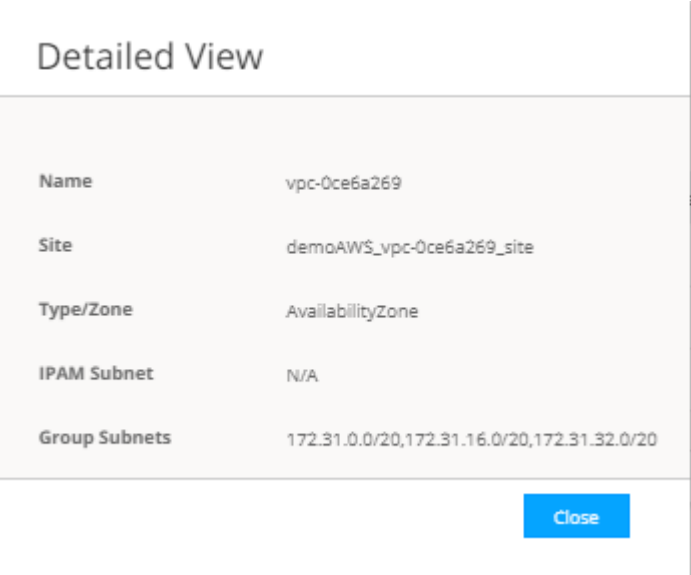 Detailed View
Name vpc-0ce6a269
Site demoAWS_vpc-0ce6a269_site
Type/Zone AvailabilityZone
IPAM Subnet N/A
Group Subnets 172.31.0.0/20,172.31.16.0/20,172.31.32.0/20
Close